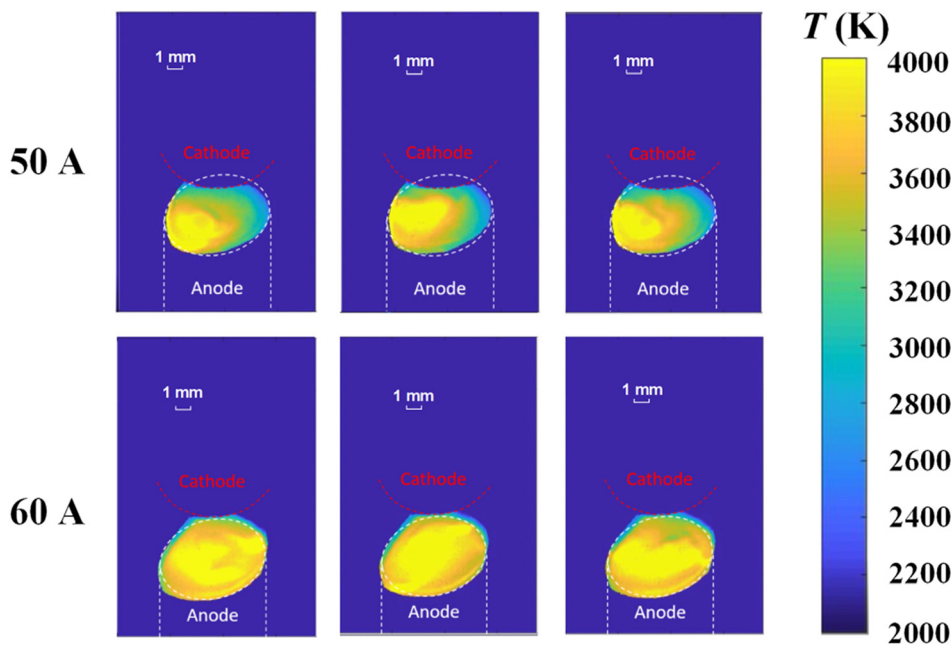 T (K)
50 A
1 mm
Cathode
Anode
1 mm
Cathode
Anode
1 mm
Cathode
Anode
60 A
1 mm
Cathode
Anode
1 mm
Cathode
Anode
1 mm
Cathode
Anode
4000
3800
3600
3400
3200
3000
2800
2600
2400
2200
2000